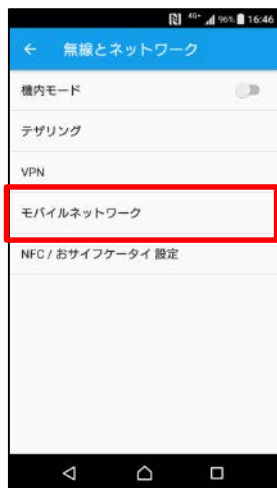 4G+ 96% 16:46
← 無線とネットワーク
機内モード
テザリング
VPN
モバイルネットワーク
NFC / おサイフケータイ 設定